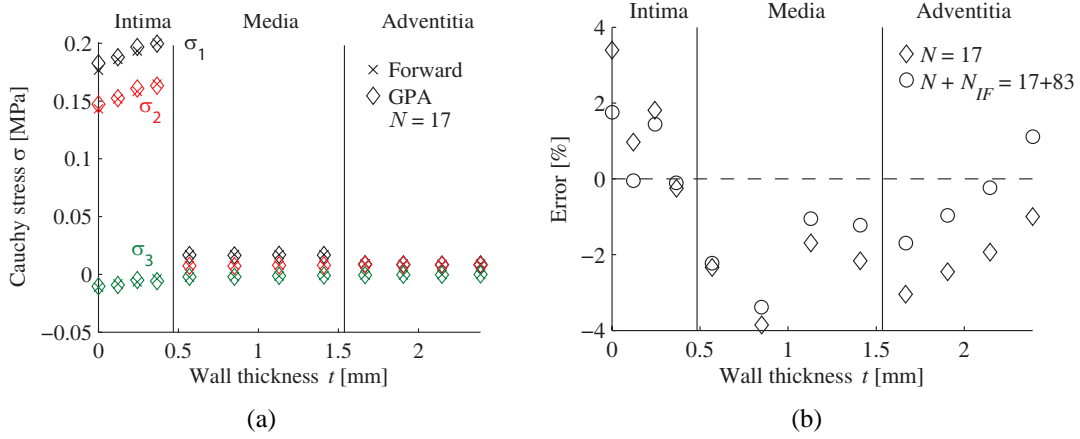 Intima Media Adventitia
0.2
0.15
0.1
0.05
0
−0.05
Cauchy stress σ [MPa]
σ1
σ2
σ3
× Forward
◇ GPA
N = 17
0 0.5 1 1.5 2
Wall thickness t [mm]
(a)
Intima Media Adventitia
4
2
0
−2
−4
Error [%]
◇ N = 17
○ N + N_IF = 17+83
0 0.5 1 1.5 2
Wall thickness t [mm]
(b)